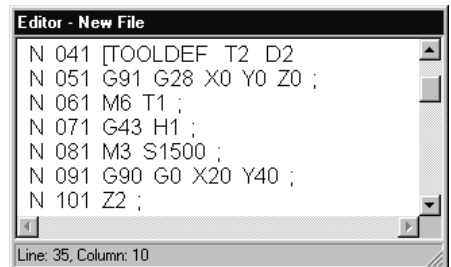 Editor - New File
N 041 [TOOLDEF T2 D2
N 051 G91 G28 X0 Y0 Z0 ;
N 061 M6 T1 ;
N 071 G43 H1 ;
N 081 M3 S1500 ;
N 091 G90 G0 X20 Y40 ;
N 101 Z2 ;
Line: 35, Column: 10